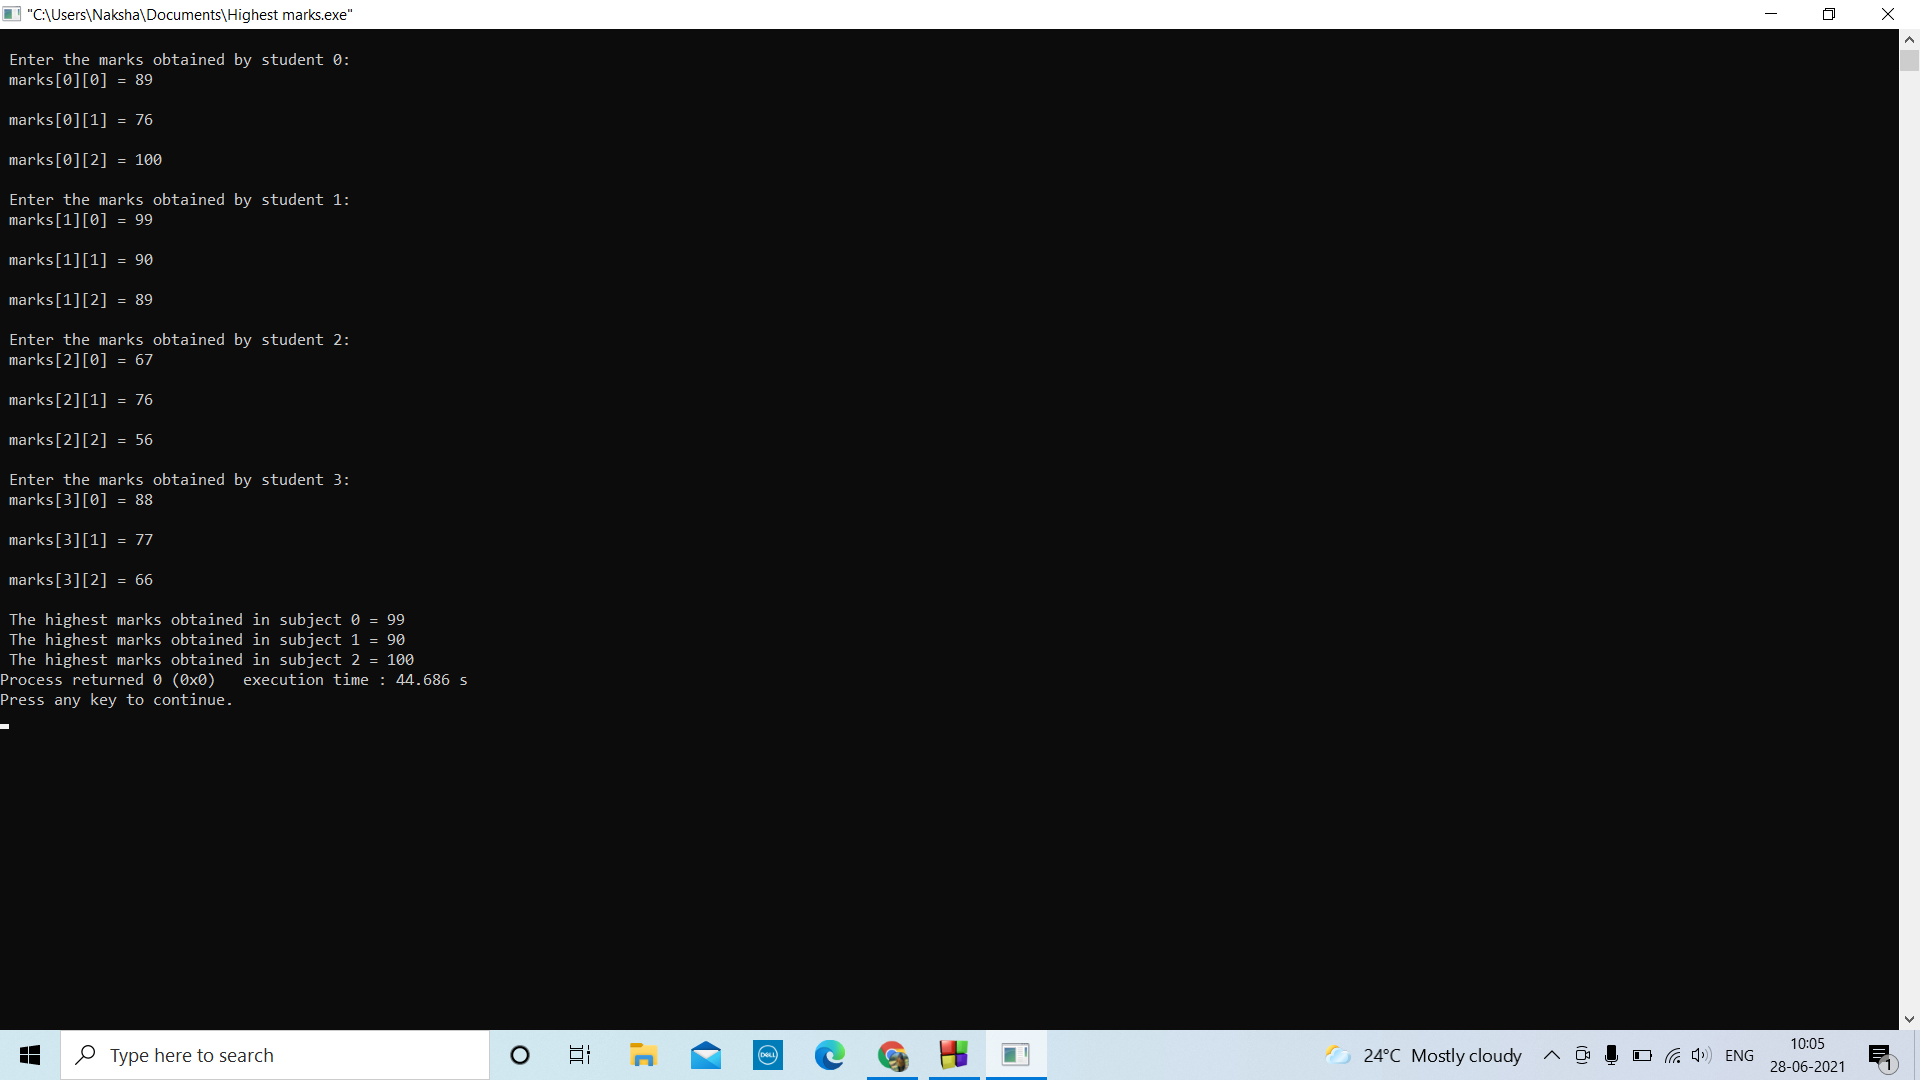 "C:\Users\Naksha\Documents\Highest marks.exe"
Enter the marks obtained by student 0:
marks[0][0] = 89
marks[0][1] = 76
marks[0][2] = 100
Enter the marks obtained by student 1:
marks[1][0] = 99
marks[1][1] = 90
marks[1][2] = 89
Enter the marks obtained by student 2:
marks[2][0] = 67
marks[2][1] = 76
marks[2][2] = 56
Enter the marks obtained by student 3:
marks[3][0] = 88
marks[3][1] = 77
marks[3][2] = 66
The highest marks obtained in subject 0 = 99
The highest marks obtained in subject 1 = 90
The highest marks obtained in subject 2 = 100
Process returned 0 (0x0)   execution time : 44.686 s
Press any key to continue.
Type here to search
DELL
24°C Mostly cloudy
ENG
10:05
28-06-2021
1